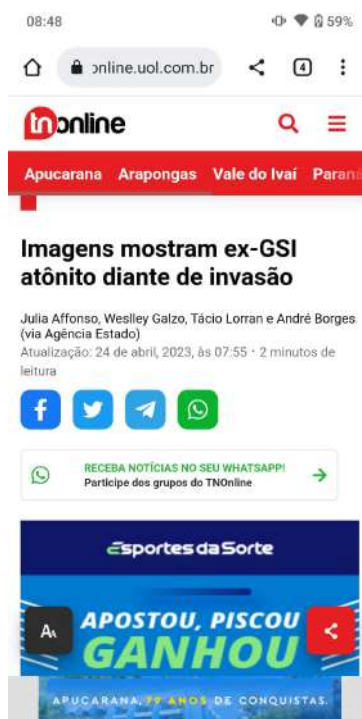 08:48
59%
online.uol.com.br
4
tnonline
Apucarana Arapongas Vale do Ivaí Paraná
Imagens mostram ex-GSI
atônito diante de invasão
Julia Affonso, Weslley Galzo, Tácio Lorran e André Borges
(via Agência Estado)
Atualização: 24 de abril, 2023, às 07:55 · 2 minutos de
leitura
RECEBA NOTÍCIAS NO SEU WHATSAPP!
Participe dos grupos do TNOnline
Esportes da Sorte
AA
APOSTOU, PISCOU
GANHOU
APUCARANA, 79 ANOS DE CONQUISTAS.